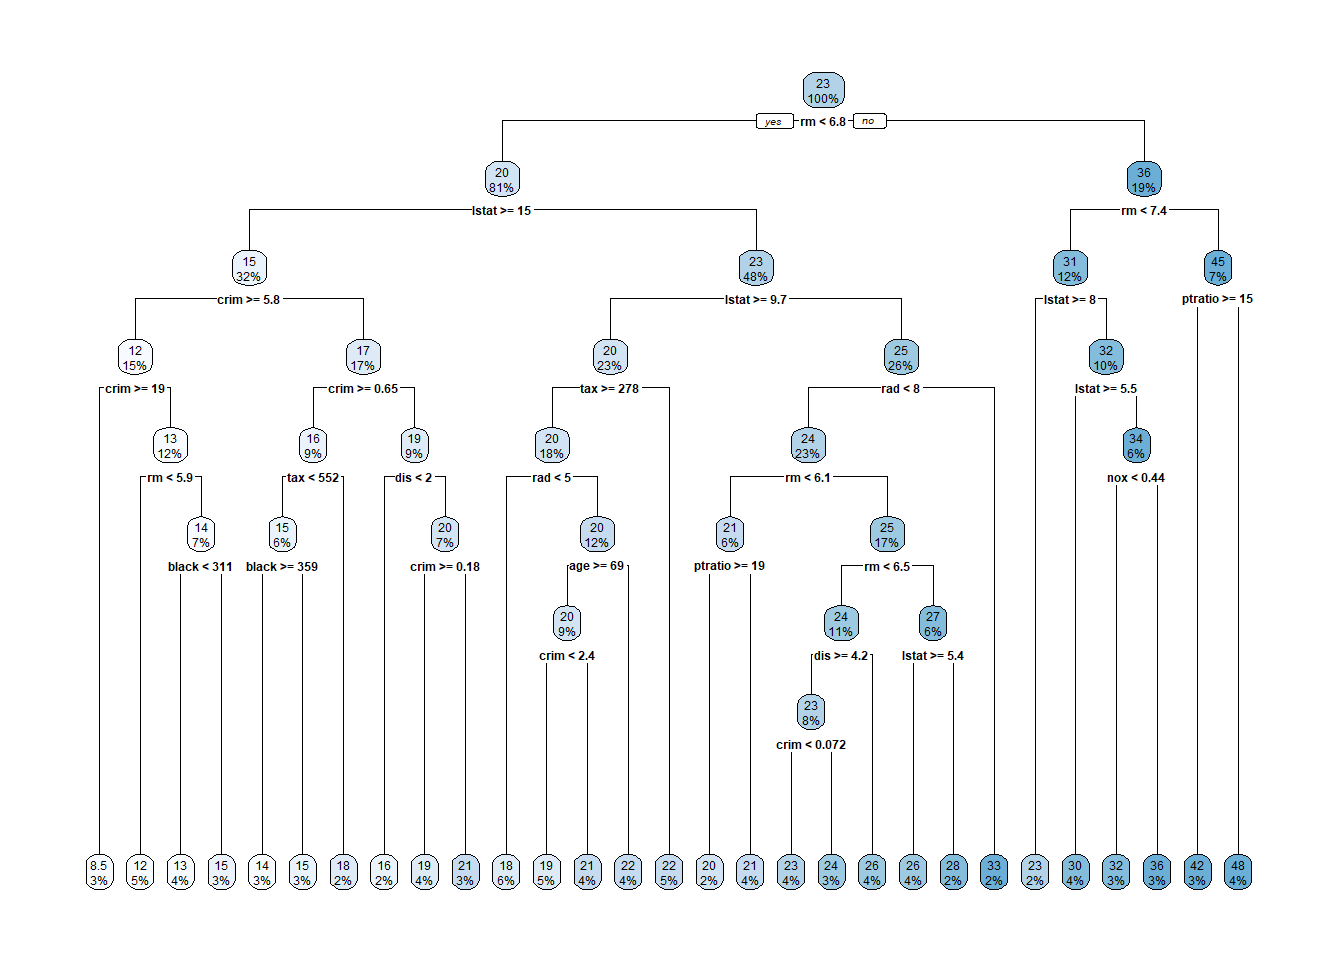 23
100%
yes rm < 6.8 no
20 36
81% 19%
lstat >= 15 rm < 7.4
15 23 31 45
32% 48% 12% 7%
crim >= 5.8 lstat >= 9.7 lstat >= 8 ptratio >= 15
12 17 20 25 32
15% 17% 23% 26% 10%
crim >= 19 crim >= 0.65 tax >= 278 rad < 8 lstat >= 5.5
13 16 19 20 24 34
12% 9% 9% 18% 23% 6%
rm < 5.9 tax < 552 dis < 2 rad < 5 rm < 6.1 nox < 0.44
14 15 20 20 21 25
7% 6% 7% 12% 6% 17%
black < 311 black >= 359 crim >= 0.18 age >= 69 ptratio >= 19 rm < 6.5
20 24 27
9% 11% 6%
crim < 2.4 dis >= 4.2 lstat >= 5.4
23
8%
crim < 0.072
8.5 12 13 15 14 15 18 16 19 21 18 19 21 22 22 20 21 23 24 26 26 28 33 23 30 32 36 42 48
3% 5% 4% 3% 3% 3% 2% 2% 4% 3% 6% 5% 4% 4% 5% 2% 4% 4% 3% 4% 4% 2% 2% 2% 4% 3% 3% 3% 4%